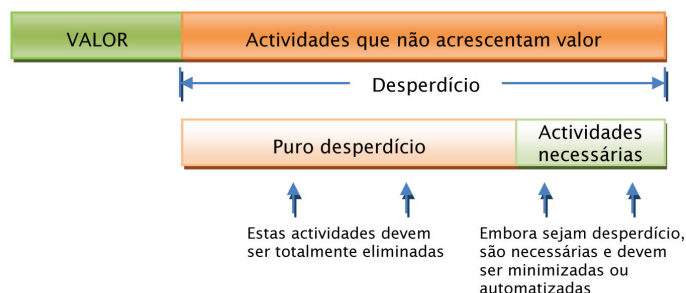 VALOR
Actividades que não acrescentam valor
Desperdício
Puro desperdício
Actividades
necessárias
Estas actividades devem
ser totalmente eliminadas
Embora sejam desperdício,
são necessárias e devem
ser minimizadas ou
automatizadas